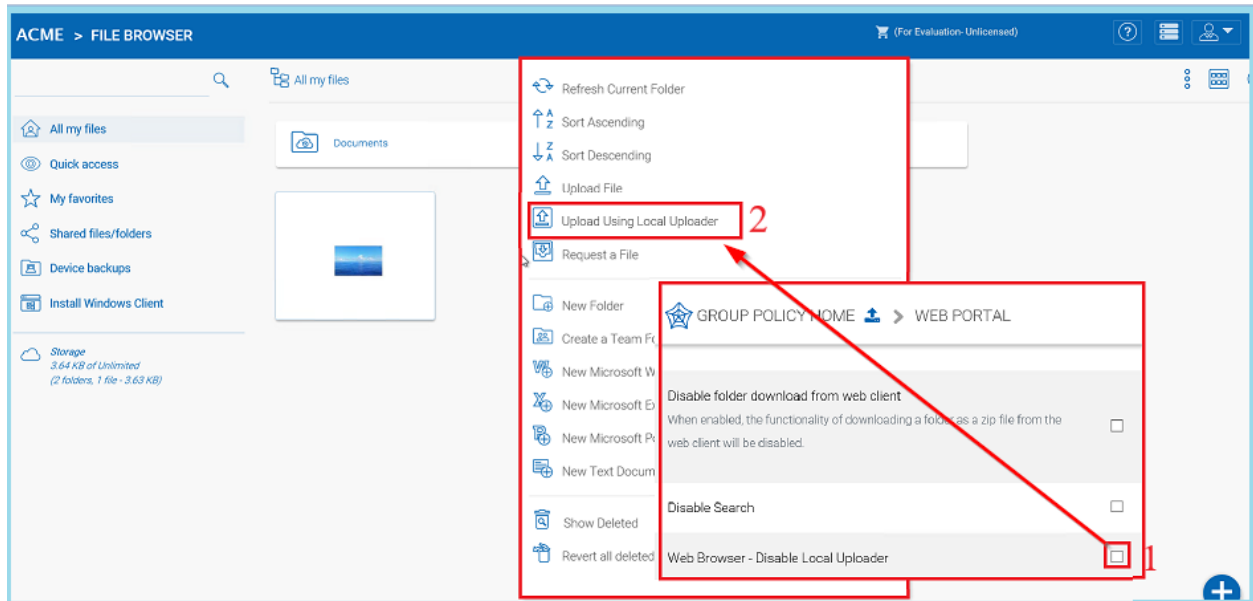 ACME > FILE BROWSER
(For Evaluation- Unlicensed)
All my files
All my files
Quick access
My favorites
Shared files/folders
Device backups
Install Windows Client
Storage
3.64 KB of Unlimited
(2 folders, 1 file - 3.63 KB)
Documents
Refresh Current Folder
Sort Ascending
Sort Descending
Upload File
Upload Using Local Uploader
2
Request a File
New Folder
Create a Team Fo
New Microsoft W
New Microsoft Ex
New Microsoft Po
New Text Docum
Show Deleted
Revert all deleted
GROUP POLICY HOME > WEB PORTAL
Disable folder download from web client
When enabled, the functionality of downloading a folder as a zip file from the
web client will be disabled.
Disable Search
Web Browser - Disable Local Uploader
1